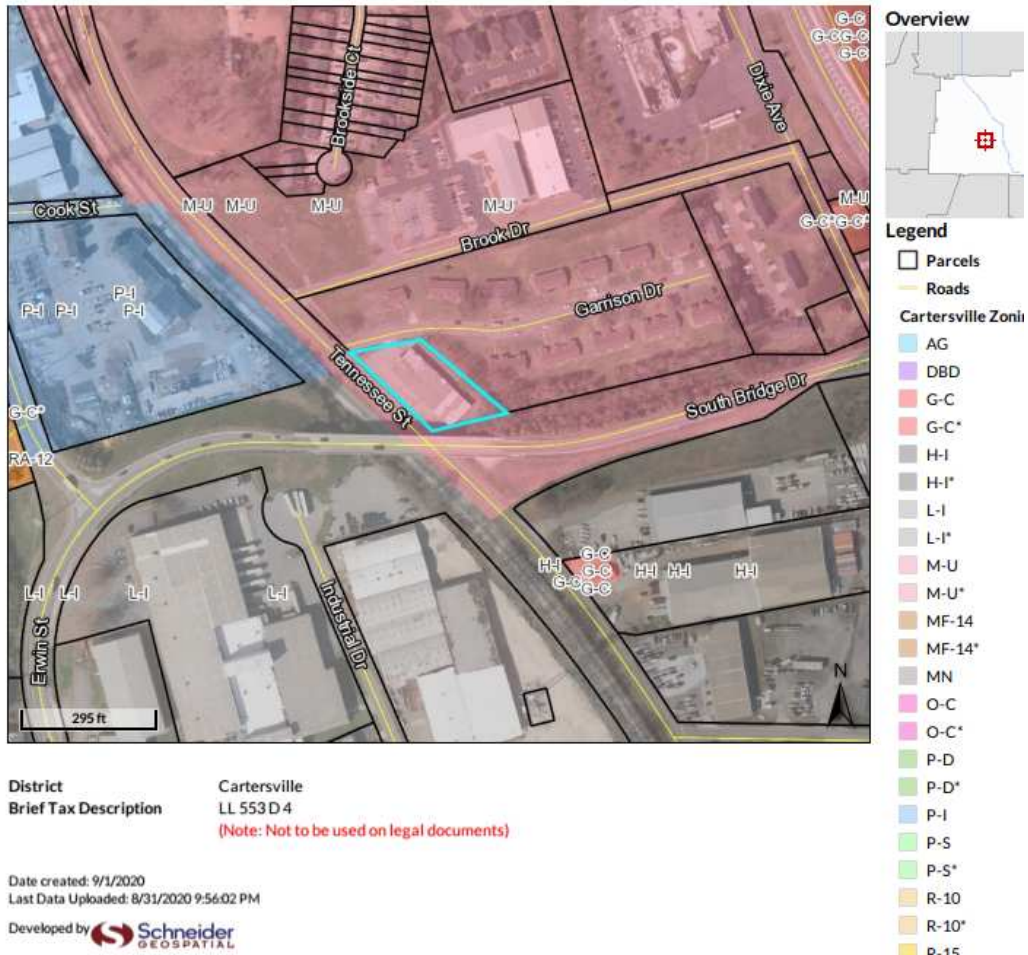 Overview
G-C
G-C G-C
G-C
Brookside Ct
Dixie Ave
Cook St
M-U M-U M-U M-U M-U
G-C* G-C*
Brook Dr
P-I
P-I P-I P-I
Garrison Dr
Tennessee St
South Bridge Dr
G-C*
RA-12
H-I G-C
G-C H-I H-I H-I
G-C G-C
L-I L-I L-I L-I
Erwin St
Industrial Dr
N
295 ft
Legend
Parcels
Roads
Cartersville Zonin
AG
DBD
G-C
G-C*
H-I
H-I*
L-I
L-I*
M-U
M-U*
MF-14
MF-14*
MN
O-C
O-C*
P-D
P-D*
P-I
P-S
P-S*
R-10
R-10*
R-15
District Cartersville
Brief Tax Description LL 553 D 4
(Note: Not to be used on legal documents)
Date created: 9/1/2020
Last Data Uploaded: 8/31/2020 9:56:02 PM
Developed by Schneider
GEOSPATIAL